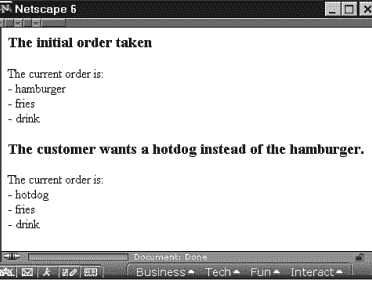 Netscape 6
The initial order taken
The current order is:
- hamburger
- fries
- drink
The customer wants a hotdog instead of the hamburger.
The current order is:
- hotdog
- fries
- drink
Document: Done
Business Tech Fun Interact